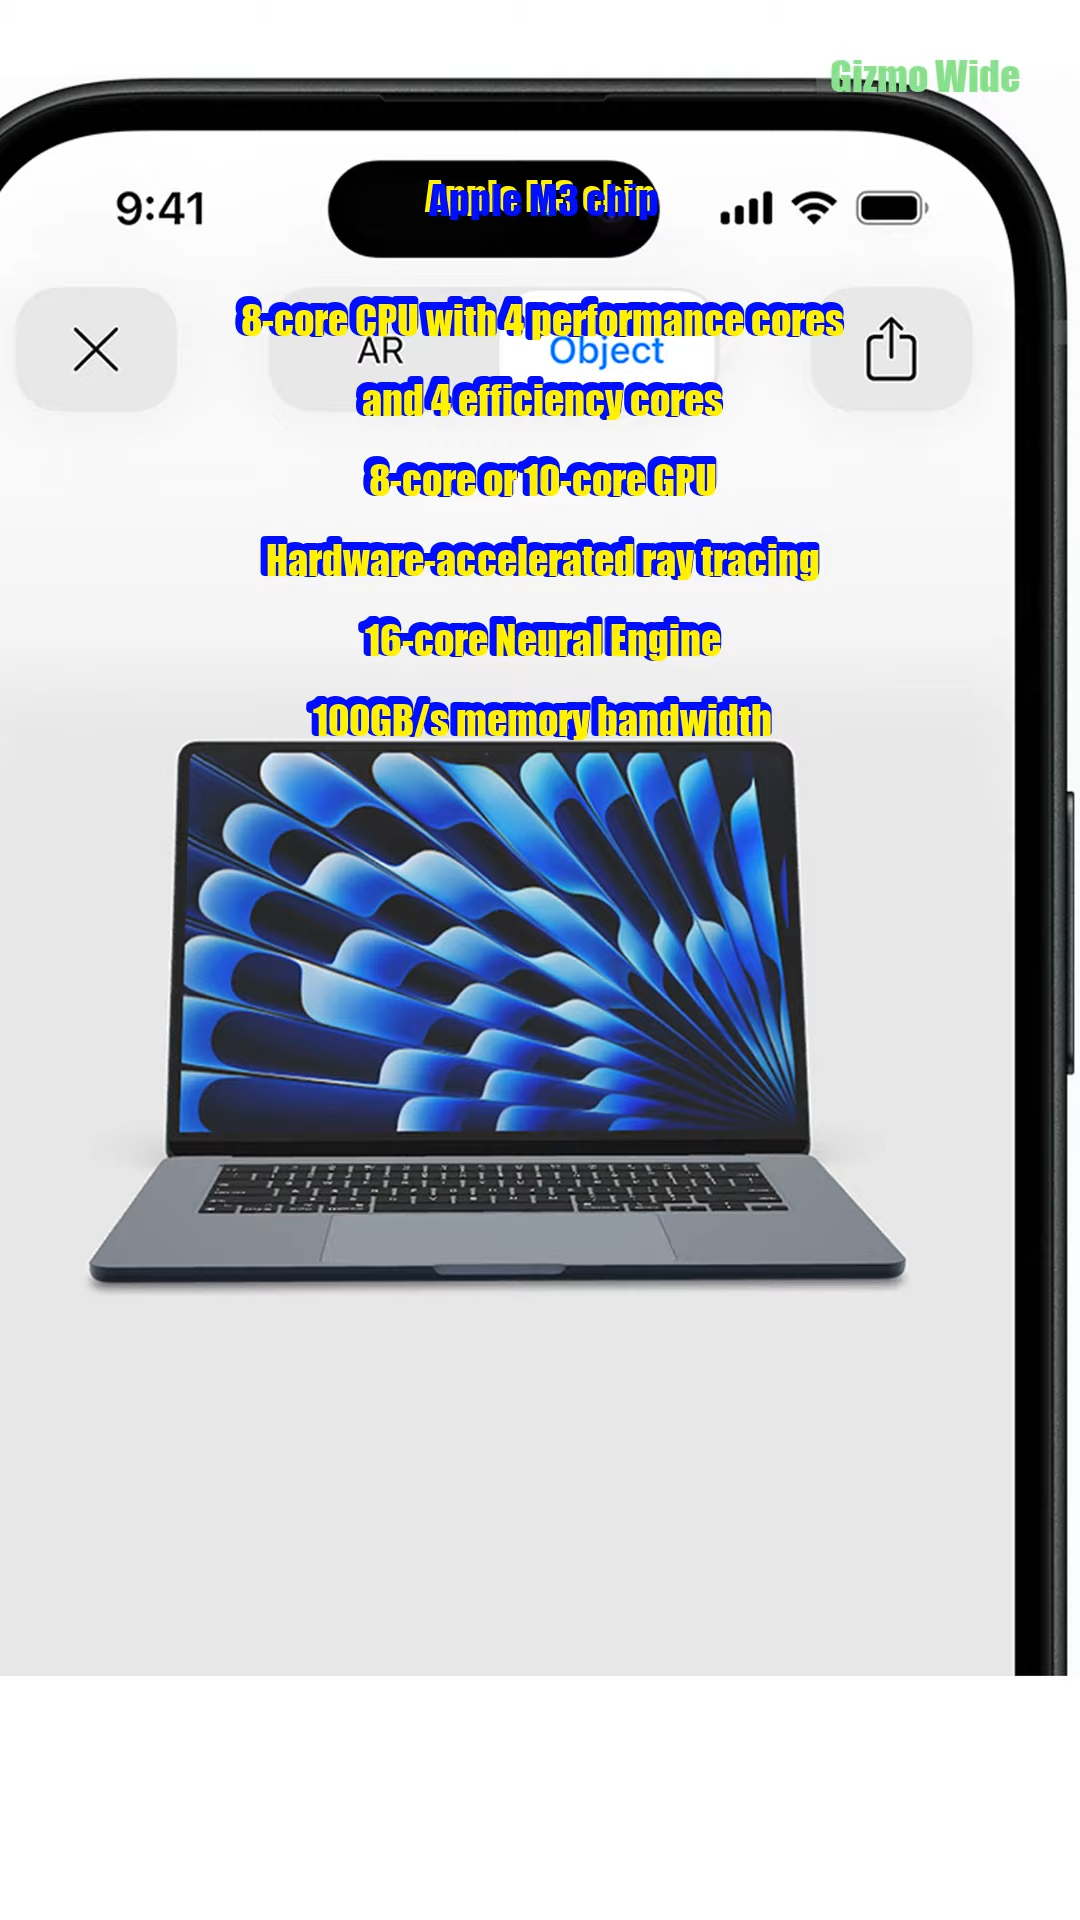 Gizmo Wide
9:41
Apple M3 chip
8-core CPU with 4 performance cores
AR
Object
and 4 efficiency cores
8-core or 10-core GPU
Hardware-accelerated ray tracing
16-core Neural Engine
100GB/s memory bandwidth